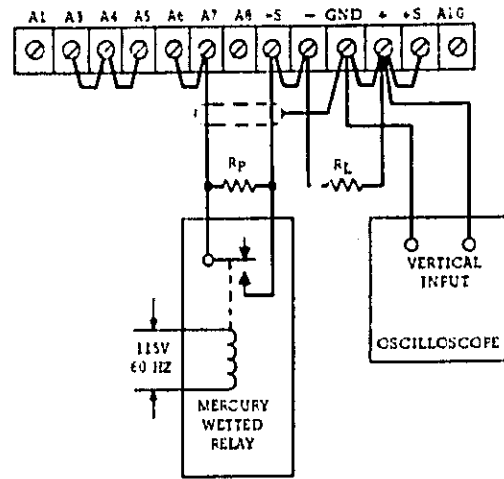 A1 A3 A4 A5 A6 A7 A8 -S - GND + +S A10
RP
RL
VERTICAL
INPUT
OSCILLOSCOPE
115V
60 HZ
MERCURY
WETTED
RELAY